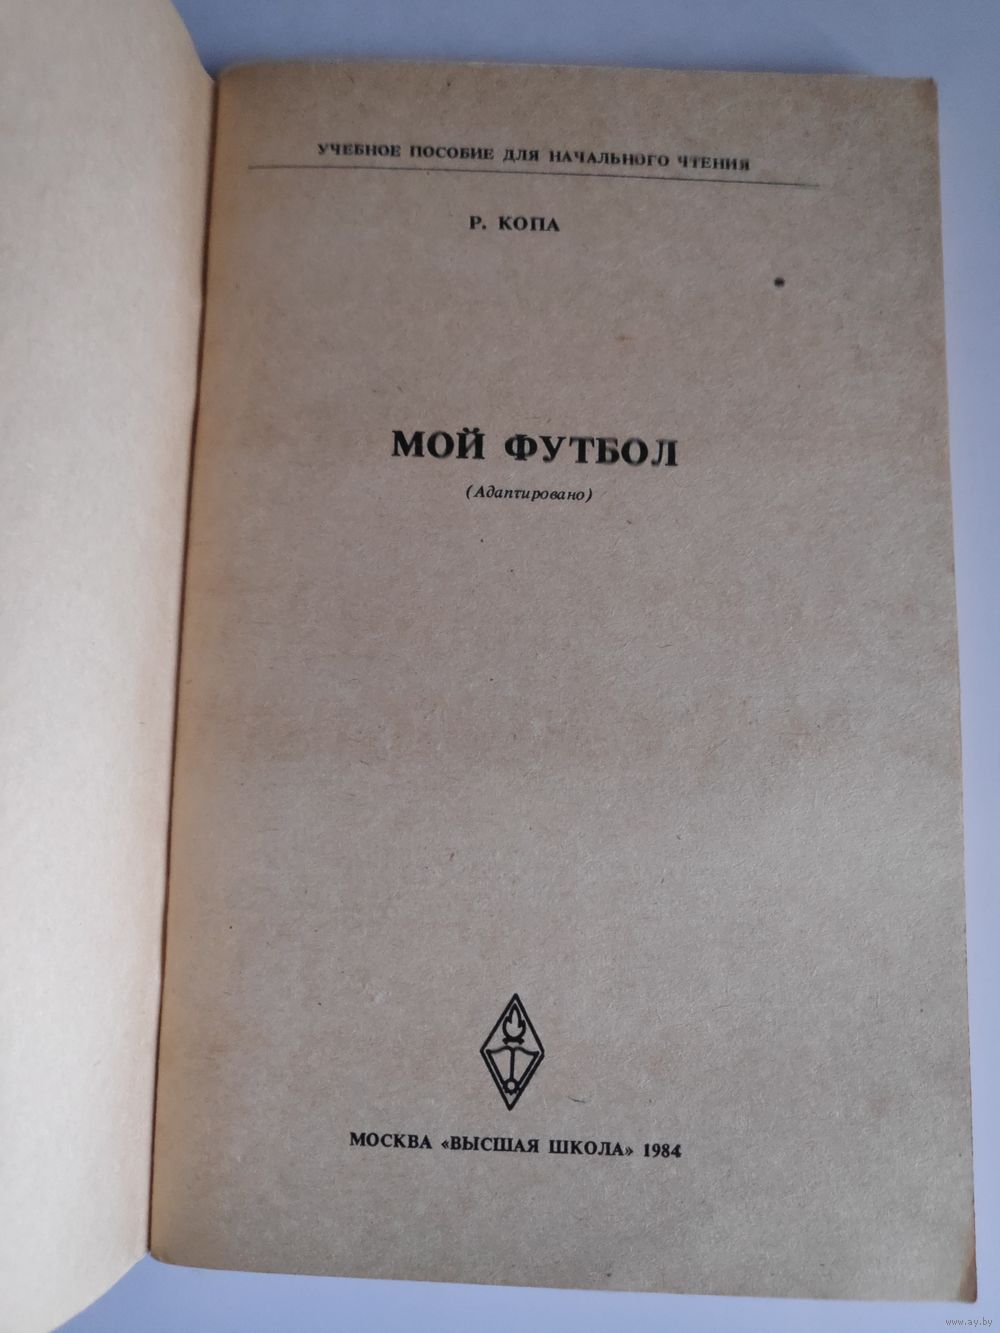 УЧЕБНОЕ ПОСОБИЕ ДЛЯ НАЧАЛЬНОГО ЧТЕНИЯ
Р. КОПА
МОЙ ФУТБОЛ
(Адаптировано)
МОСКВА «ВЫСШАЯ ШКОЛА» 1984
www.ay.by